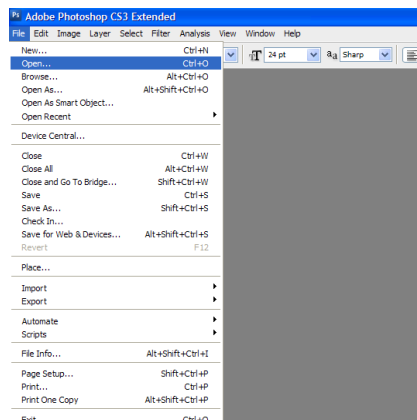 Ps Adobe Photoshop CS3 Extended
File Edit Image Layer Select Filter Analysis View Window Help
T 24 pt aa Sharp
New... Ctrl+N
Open... Ctrl+O
Browse... Alt+Ctrl+O
Open As... Alt+Shift+Ctrl+O
Open As Smart Object...
Open Recent
Device Central...
Close Ctrl+W
Close All Alt+Ctrl+W
Close and Go To Bridge... Shift+Ctrl+W
Save Ctrl+S
Save As... Shift+Ctrl+S
Check In...
Save for Web & Devices... Alt+Shift+Ctrl+S
Revert F12
Place...
Import
Export
Automate
Scripts
File Info... Alt+Shift+Ctrl+I
Page Setup... Shift+Ctrl+P
Print... Ctrl+P
Print One Copy Alt+Shift+Ctrl+P
Exit Ctrl+Q